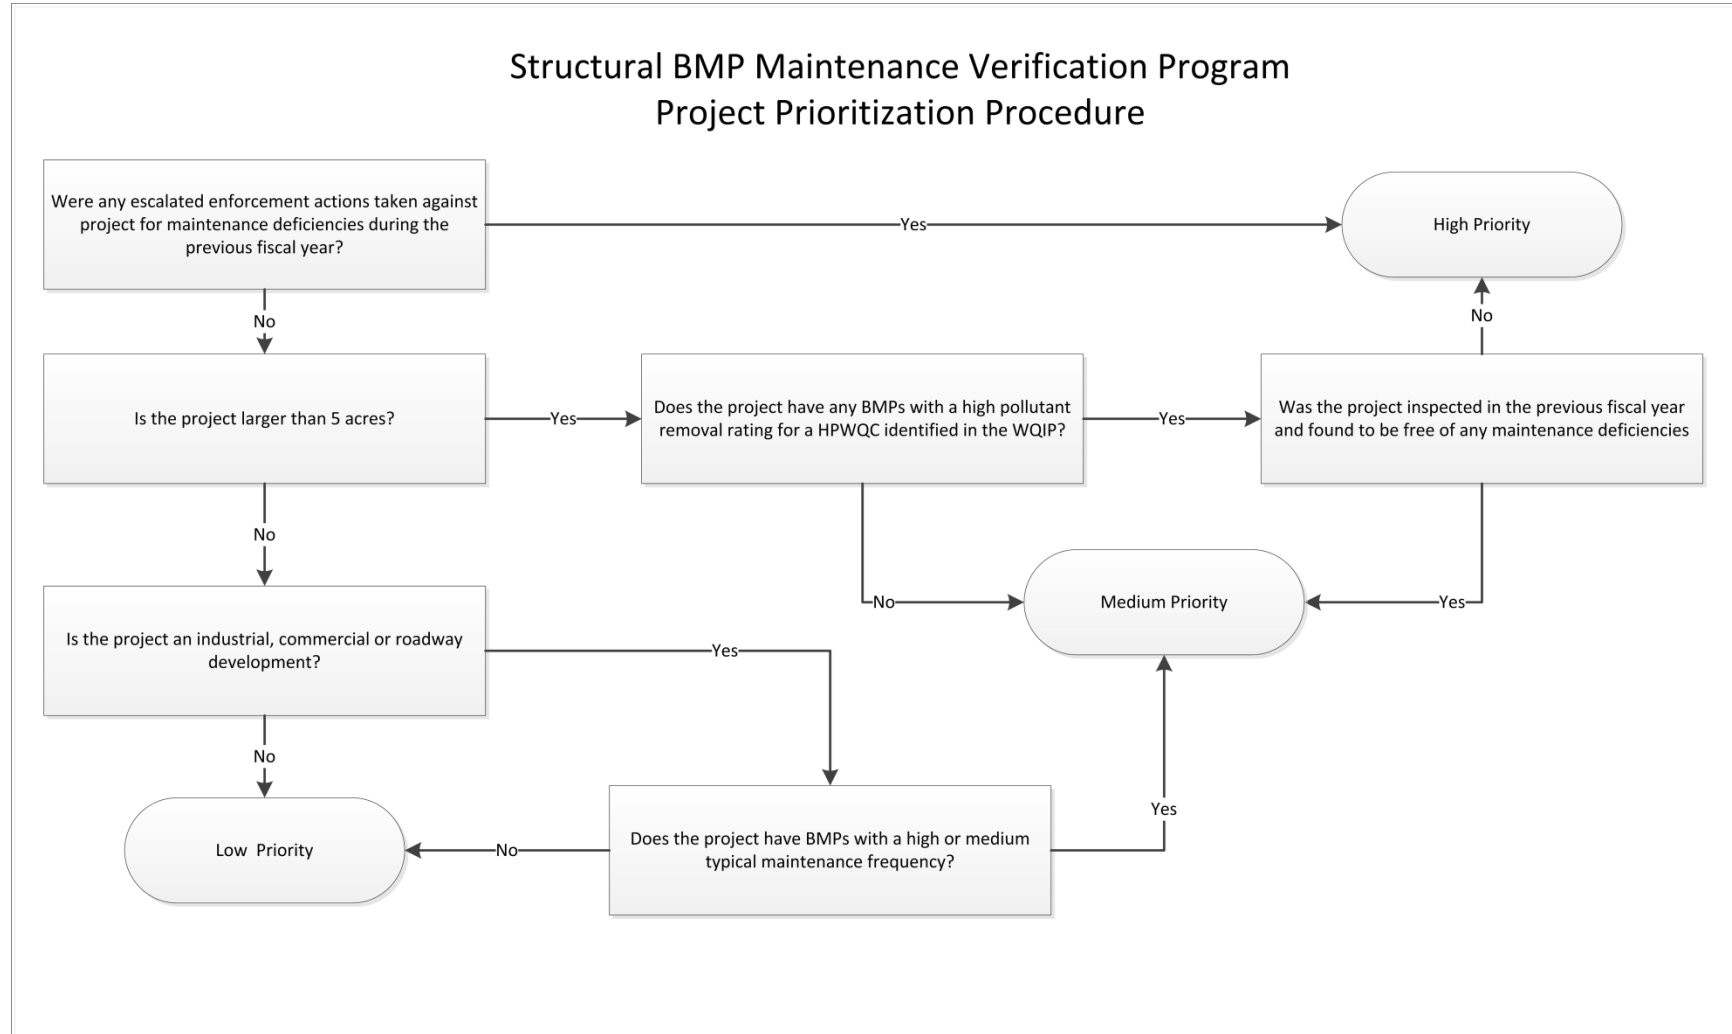 Structural BMP Maintenance Verification Program
Project Prioritization Procedure
Were any escalated enforcement actions taken against
project for maintenance deficiencies during the
previous fiscal year?
Yes
High Priority
No
No
Is the project larger than 5 acres?
Yes
Does the project have any BMPs with a high pollutant
removal rating for a HPWQC identified in the WQIP?
Yes
Was the project inspected in the previous fiscal year
and found to be free of any maintenance deficiencies
No
No
Medium Priority
Yes
Is the project an industrial, commercial or roadway
development?
Yes
No
Yes
Low Priority
No
Does the project have BMPs with a high or medium
typical maintenance frequency?